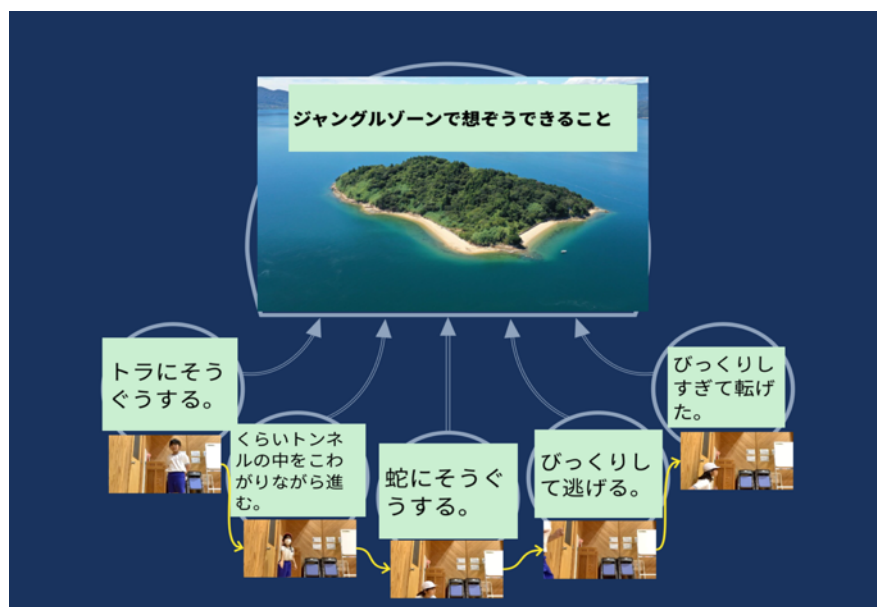 ジャングルゾーンで想ぞうできること
トラにそう
ぐうする。
くらいトンネ
ルの中をこわ
がりながら進
む。
蛇にそうぐ
うする。
びっくりし
て逃げる。
びっくりし
すぎて転げ
た。